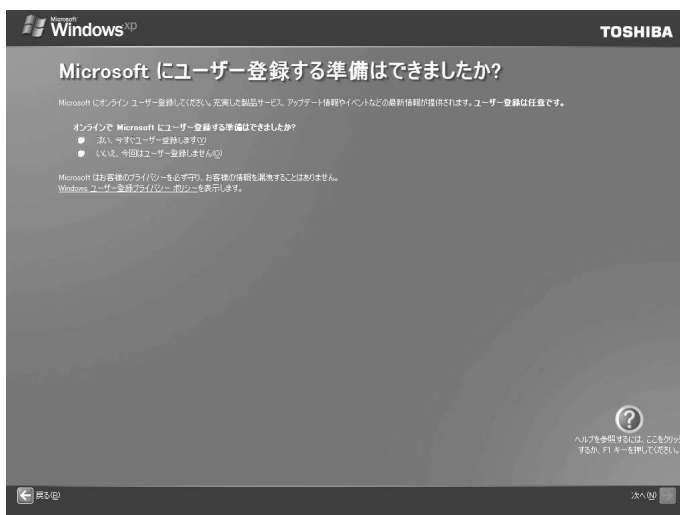 Microsoft
Windows xp
TOSHIBA
Microsoft にユーザー登録する準備はできましたか?
Microsoft にオンライン ユーザー登録してください。充実した製品サービス、アップデート情報やイベントなどの最新情報が提供されます。ユーザー登録は任意です。
オンラインで Microsoft にユーザー登録する準備はできましたか?
はい、今すぐユーザー登録します(Y)
いいえ、今回はユーザー登録しません(O)
Microsoft はお客様のプライバシーを必ず守り、お客様の情報を漏洩することはありません。
Windows ユーザー登録プライバシー ポリシーを表示します。
?
ヘルプを参照するには、ここをクリッ
するか、F1 キーを押してください。
戻る(B)
次へ(N)